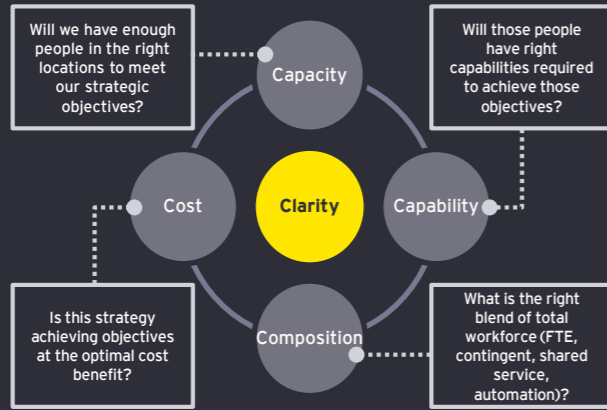 Will we have enough
people in the right
locations to meet
our strategic
objectives?
Capacity
Will those people
have right
capabilities required
to achieve those
objectives?
Cost
Clarity
Capability
Is this strategy
achieving objectives
at the optimal cost
benefit?
Composition
What is the right
blend of total
workforce (FTE,
contingent, shared
service,
automation)?